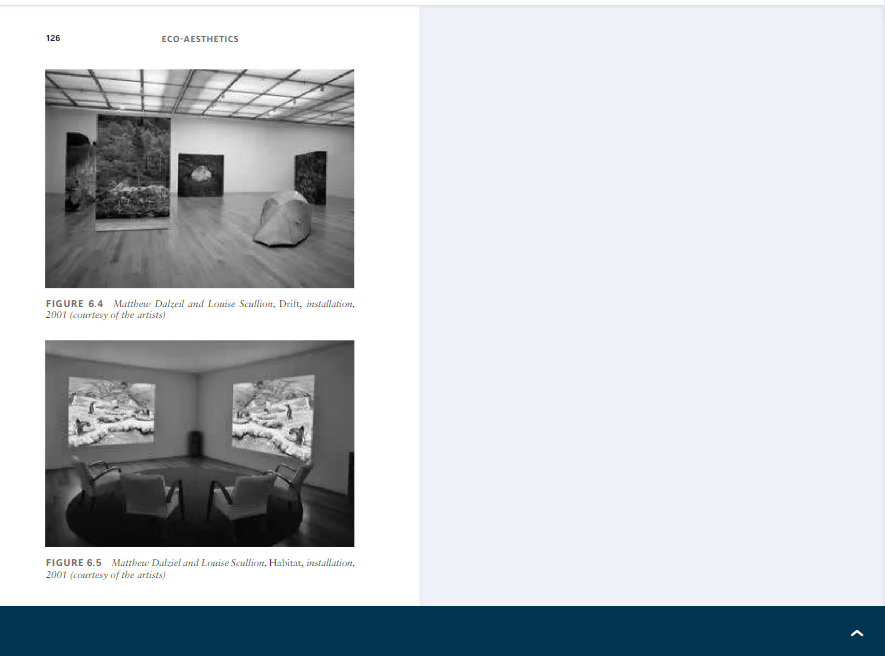 126 ECO-AESTHETICS
FIGURE 6.4 Matthew Dalzeil and Louise Scullion, Drift, installation,
2001 (courtesy of the artists)
FIGURE 6.5 Matthew Dalziel and Louise Scullion, Habitat, installation,
2001 (courtesy of the artists)